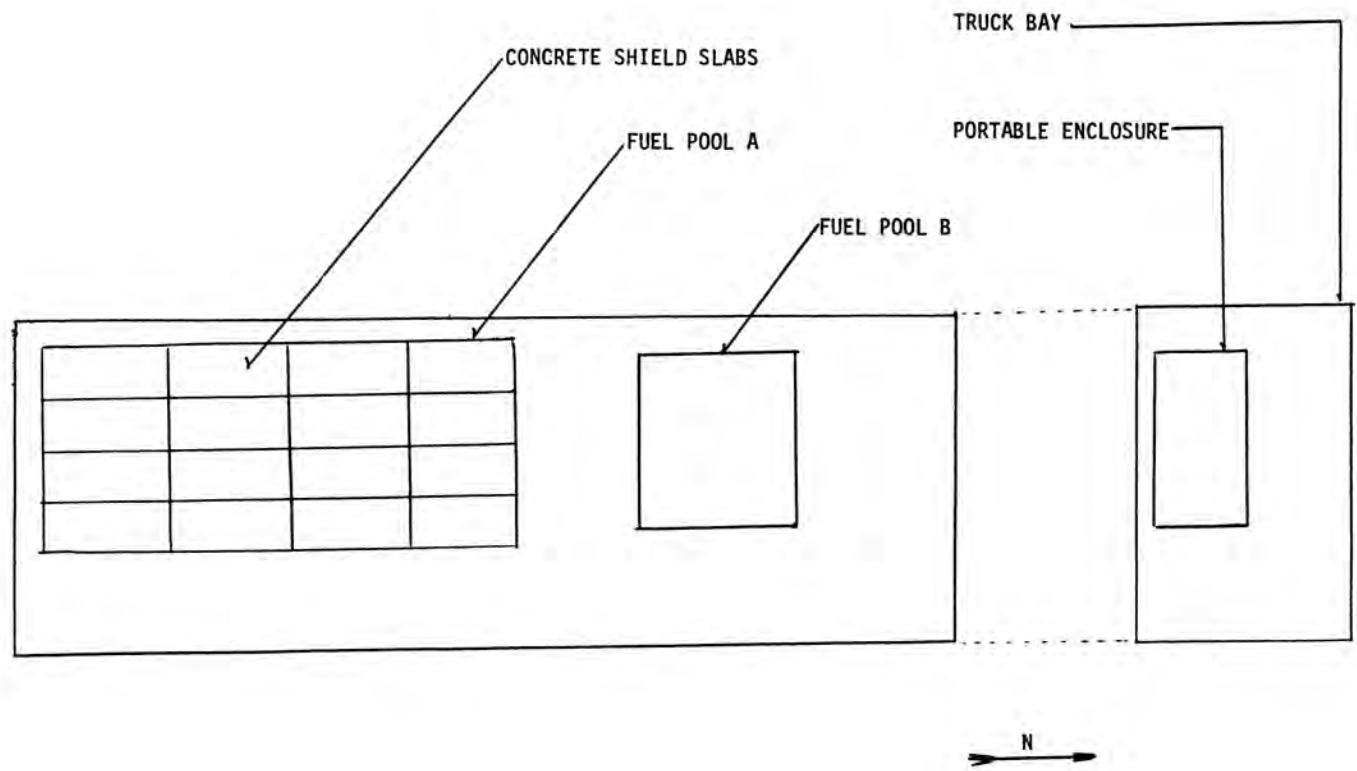 TRUCK BAY
CONCRETE SHIELD SLABS
PORTABLE ENCLOSURE
FUEL POOL A
FUEL POOL B
N